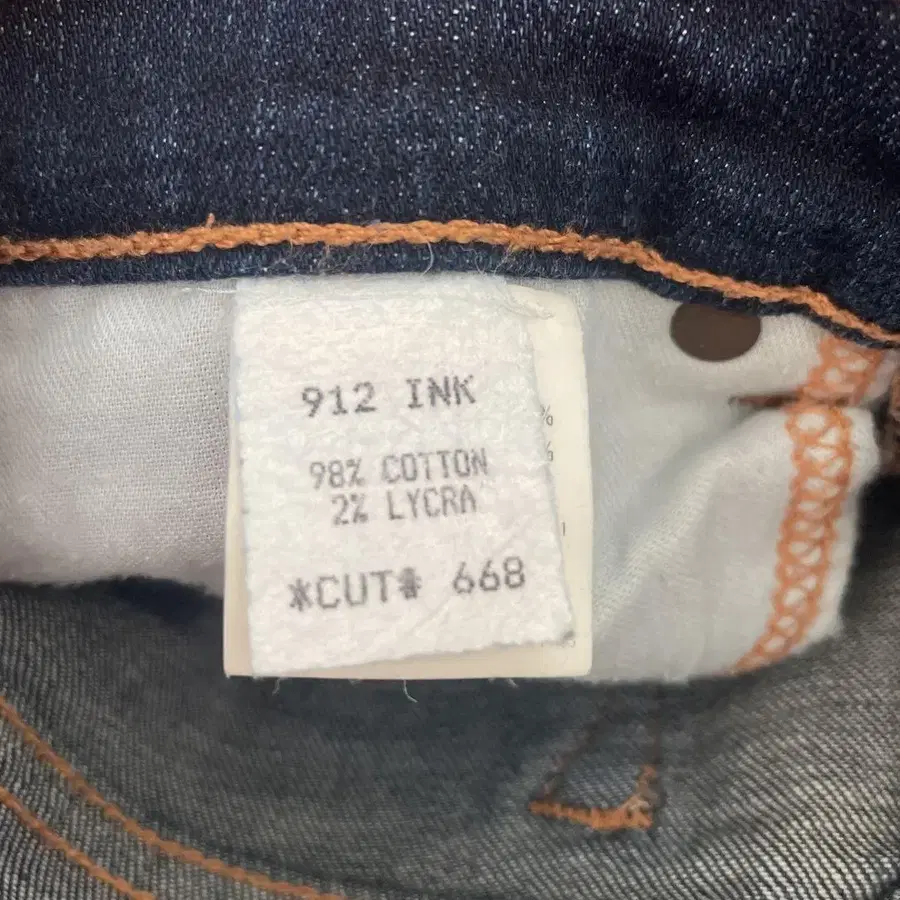 912 INK
98% COTTON
2% LYCRA
*CUT# 668